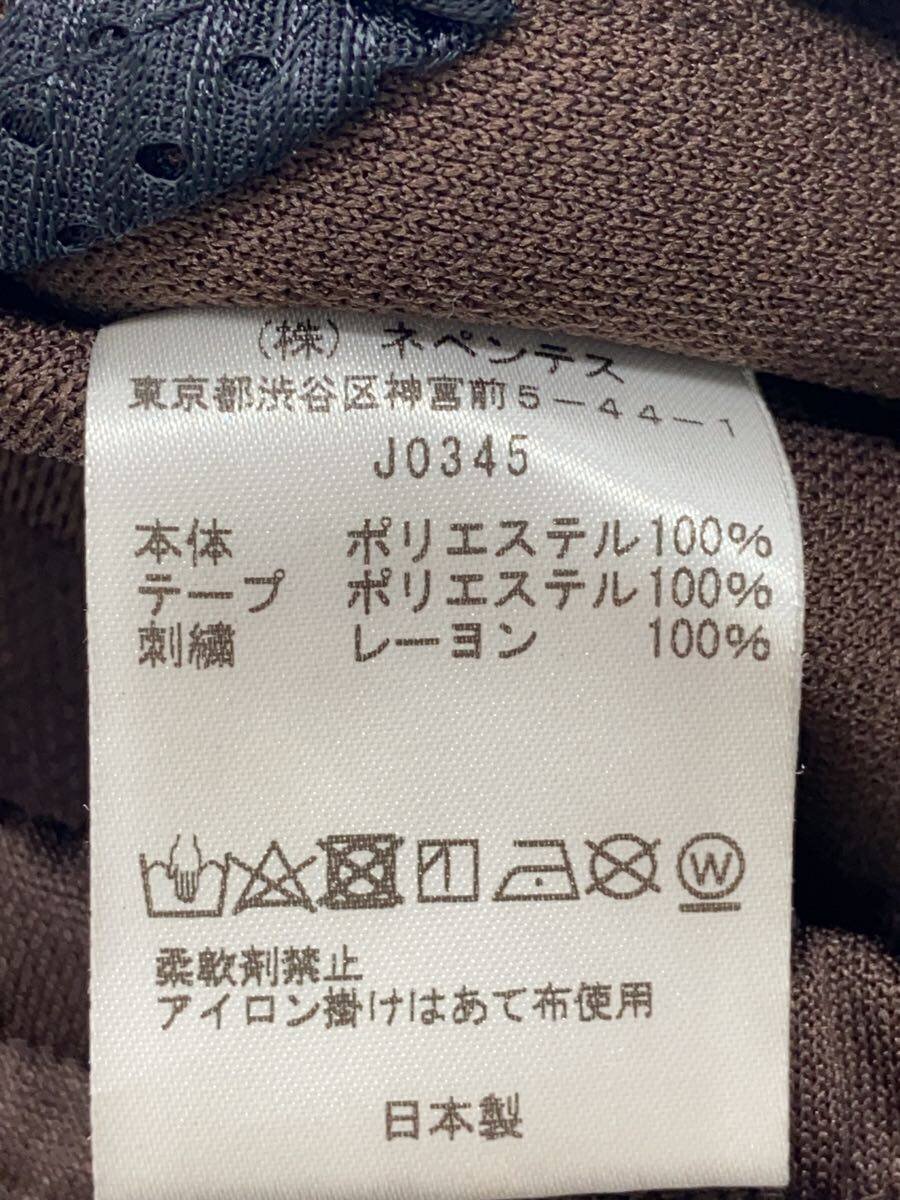 （株）ネペンテス
東京都渋谷区神宮前５－４４－１
J0345
本体 ポリエステル100%
テープ ポリエステル100%
刺繍 レーヨン 100%
W
柔軟剤禁止
アイロン掛けはあて布使用
日本製